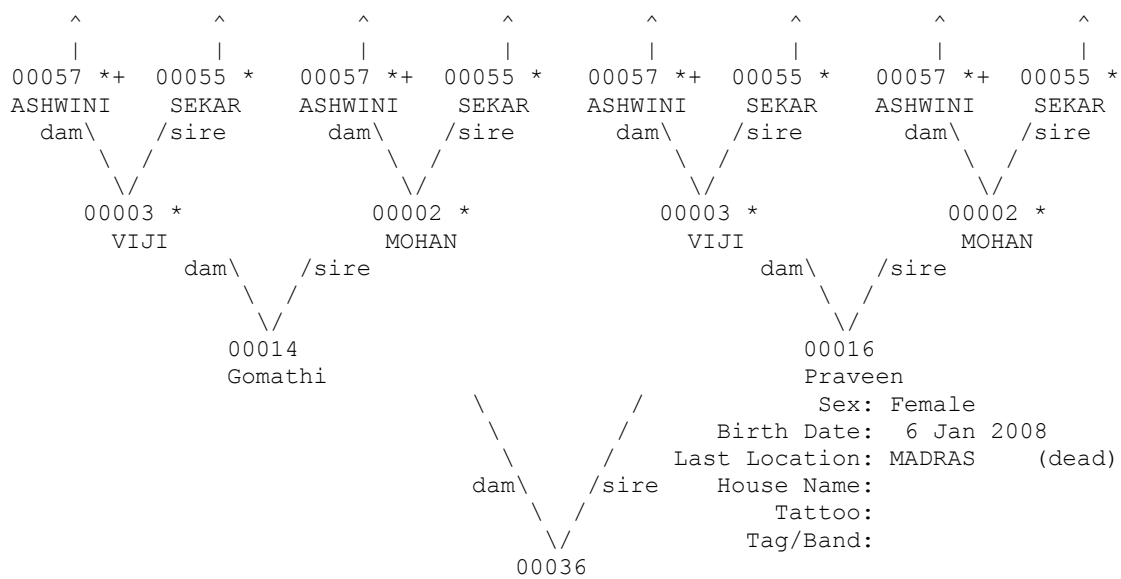 ^ ^ ^ ^ ^ ^ ^ ^
| | | | | | | |
00057 *+ 00055 * 00057 *+ 00055 * 00057 *+ 00055 * 00057 *+ 00055 *
ASHWINI SEKAR ASHWINI SEKAR ASHWINI SEKAR ASHWINI SEKAR
dam\ /sire dam\ /sire dam\ /sire dam\ /sire
\ / \ / \ / \ /
\/ \/ \/ \/
00003 * 00002 * 00003 * 00002 *
VIJI MOHAN VIJI MOHAN
dam\ /sire dam\ /sire
\ / \ /
\/ \/
00014 00016
Gomathi Praveen
\ / Sex: Female
\ / Birth Date: 6 Jan 2008
\ / Last Location: MADRAS (dead)
dam\ /sire House Name:
\ / Tattoo:
\/ Tag/Band:
00036